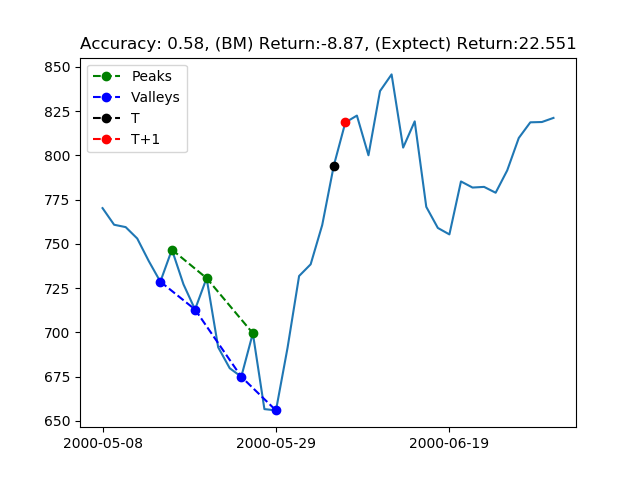 Accuracy: 0.58, (BM) Return:-8.87, (Exptect) Return:22.551
850
825
800
775
750
725
700
675
650
Peaks
Valleys
T
T+1
2000-05-08
2000-05-29
2000-06-19